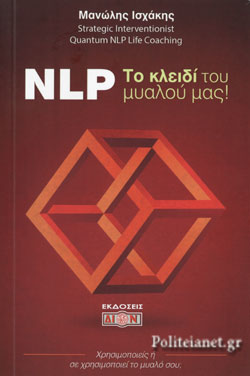 Μανώλης Ισχάκης
Strategic Interventionist
Quantum NLP Life Coaching
NLP Το κλειδί του
μυαλού μας!
ΕΚΔΟΣΕΙΣ
Χρησιμοποιείς ή
σε χρησιμοποιεί το μυαλό σου;
Politeianet.gr